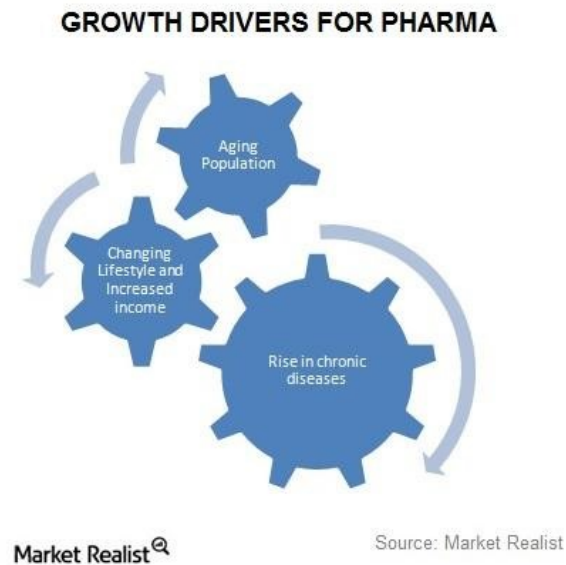 GROWTH DRIVERS FOR PHARMA
Aging
Population
Changing
Lifestyle and
Increased
income
Rise in chronic
diseases
Market Realist
Source: Market Realist